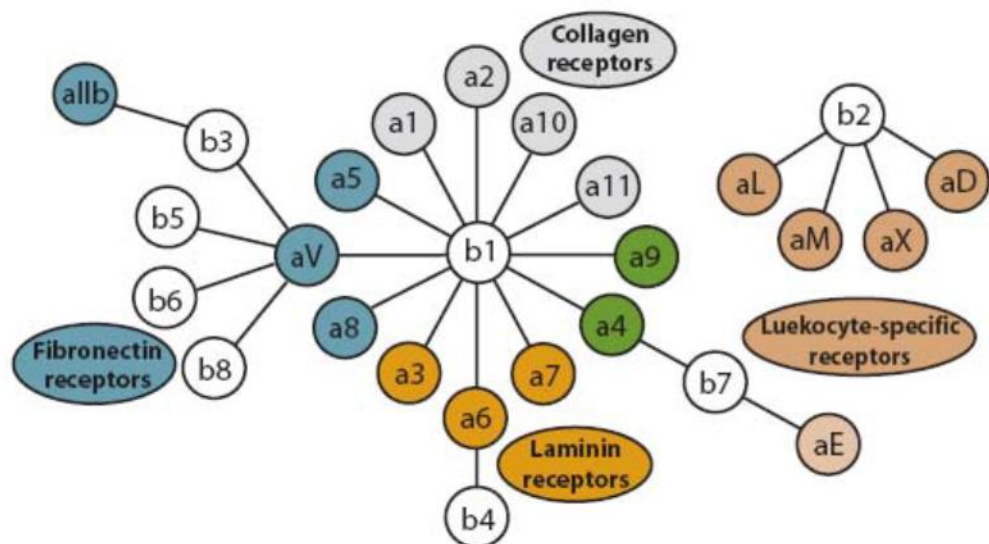 Collagen
receptors
a2
aIIb
a1
a10
b2
b3
a5
a11
aL
aD
b5
aM
aX
aV
b1
a9
b6
a8
a4
Luekocyte-specific
receptors
Fibronectin
receptors
b8
a3
a7
b7
a6
aE
Laminin
receptors
b4